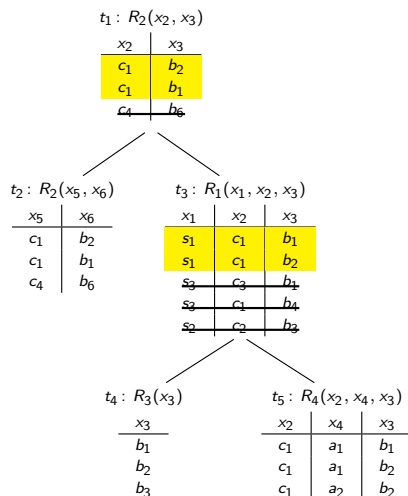 t₁: R₂(x₂, x₃)
x₂ x₃
c₁ b₂
c₁ b₁
c₄ b₆
t₂: R₂(x₅, x₆)
x₅ x₆
c₁ b₂
c₁ b₁
c₄ b₆
t₃: R₁(x₁, x₂, x₃)
x₁ x₂ x₃
s₁ c₁ b₁
s₁ c₁ b₂
s₃ c₃ b₁
s₃ c₁ b₄
s₂ c₂ b₃
t₄: R₃(x₃)
x₃
b₁
b₂
b₃
t₅: R₄(x₂, x₄, x₃)
x₂ x₄ x₃
c₁ a₁ b₁
c₁ a₁ b₂
c₁ a₂ b₂